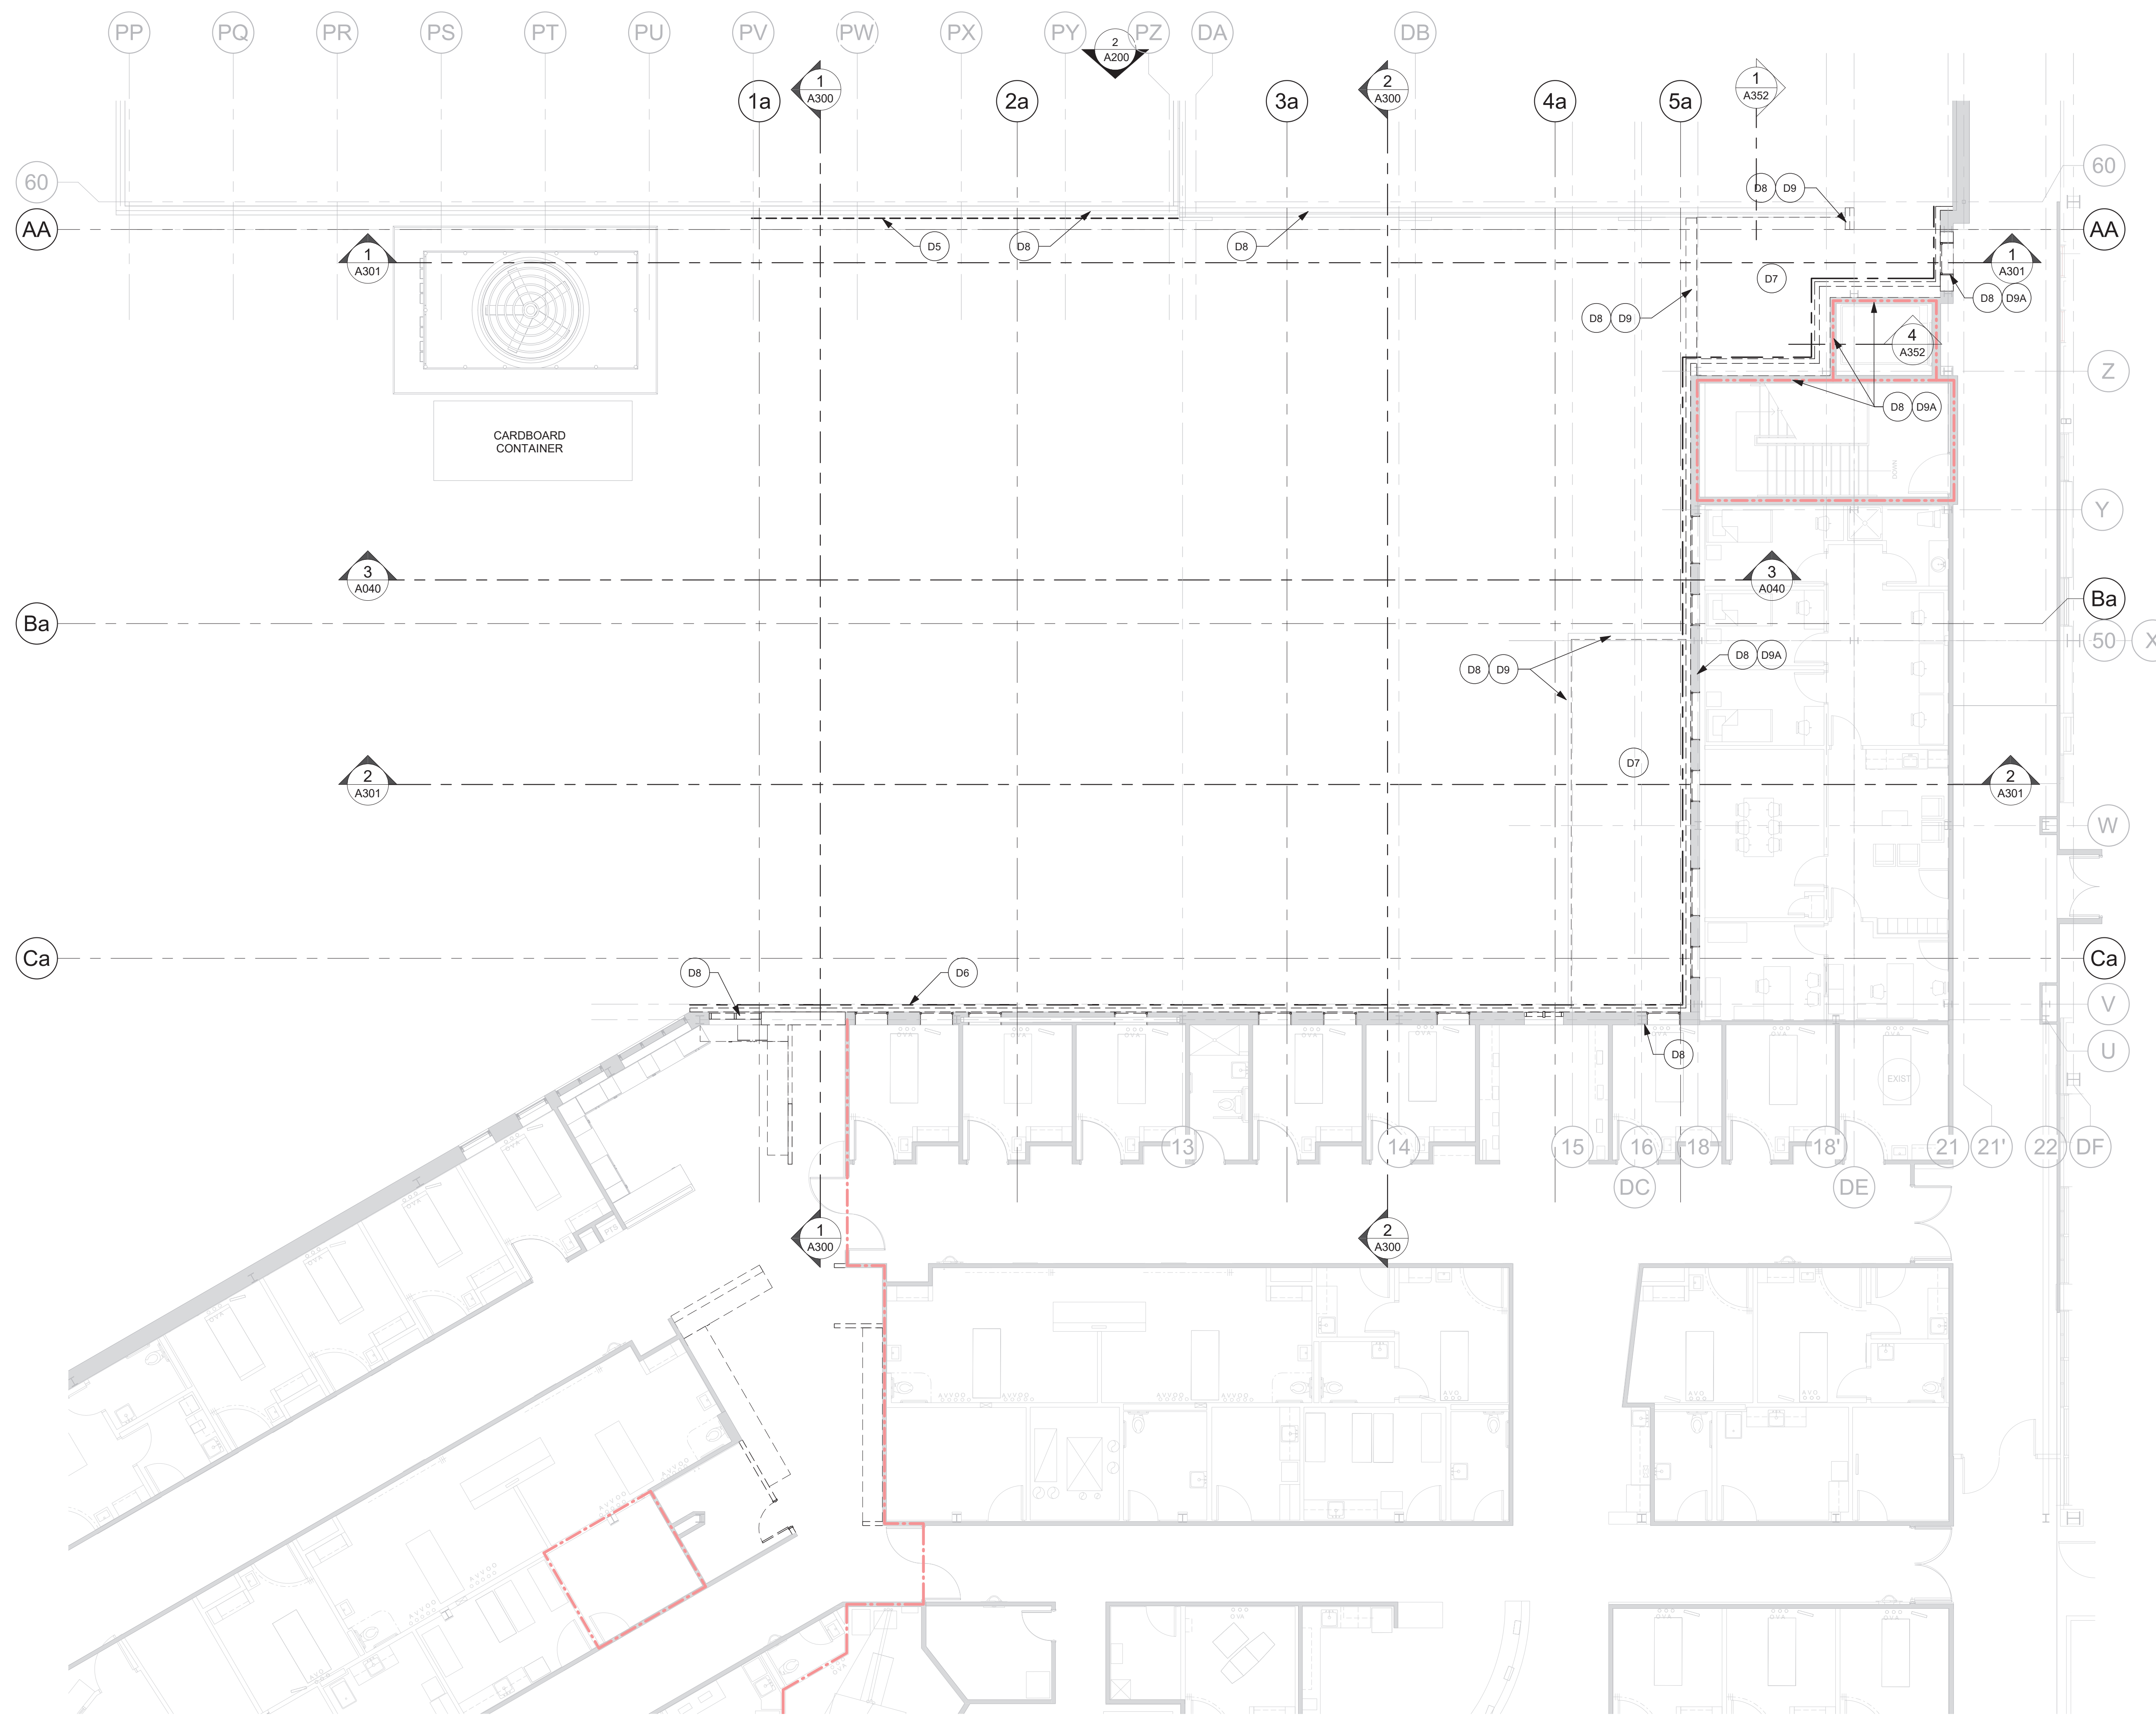 PP
PQ
PR
PS
PT
PU
PV
PW
PX
PY
PZ
DA
DB
2
A200
1a
1
A300
2a
3a
2
A300
4a
5a
1
A352
60
60
AA
AA
D8 D9
D5
D8
D8
1
A301
1
A301
D7
D8 D9A
D8 D9
4
A352
Z
D8 D9A
CARDBOARD
CONTAINER
DOWN
Y
3
A040
3
A040
Ba
Ba
50
X
D8 D9A
D8 D9
D7
2
A301
2
A301
W
Ca
Ca
D8
D6
V
U
D8
EXIST
13
14
15
16
18
18'
21
21'
22
DF
DC
DE
1
A300
2
A300